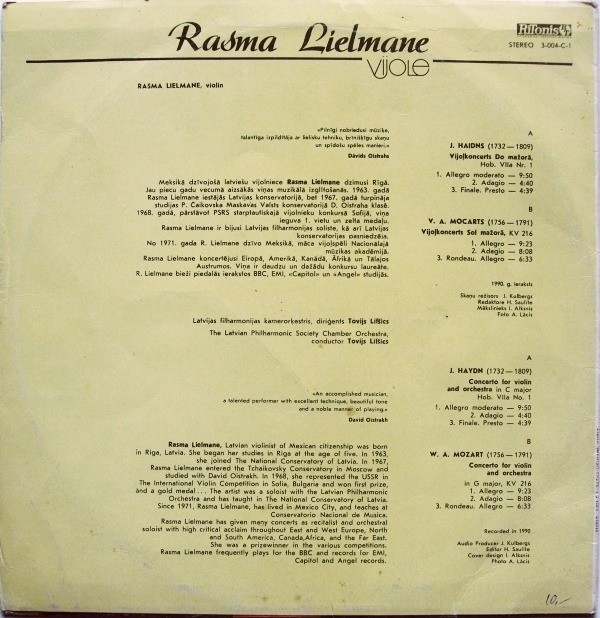 Rasma Lielmane
VIJOLE
RiTonis
STEREO 3-004-C-1
RASMA LIELMANE, violin
«Pilnīgi nobriedusi mūziķe,
talantīga izpildītāja ar lielisku tehniku, brīnišķīgu skaņu
un spīdošu spēles manieri.»
Dāvids Oistrahs
Meksikā dzīvojošā latviešu vijolniece Rasma Lielmane dzimusi Rīgā.
Jau piecu gadu vecumā aizsākās viņas muzikālā izglītošanās. 1963. gadā
Rasma Lielmane iestājās Latvijas konservatorijā, bet 1967. gadā turpināja
studijas P. Čaikovska Maskavas Valsts konservatorijā D. Oistraha klasē.
1968. gadā, pārstāvot PSRS starptautiskajā vijolnieku konkursā Sofijā, viņa
ieguva 1. vietu un zelta medaļu.
Rasma Lielmane ir bijusi Latvijas filharmonijas soliste, kā arī Latvijas
konservatorijas pasniedzēja.
No 1971. gada R. Lielmane dzīvo Meksikā, māca vijoļspēli Nacionālajā
mūzikas akadēmijā.
Rasma Lielmane koncertējusi Eiropā, Amerikā, Kanādā, Āfrikā un Tālajos
Austrumos. Viņa ir daudzu un dažādu konkursu laureāte.
R. Lielmane bieži piedalās ierakstos BBC, EMI, «Capitol» un «Angel» studijās.
Latvijas filharmonijas kamerorķestris, diriģents Tovijs Lifšics
The Latvian Philharmonic Society Chamber Orchestra,
conductor Tovijs Lifšics
«An accomplished musician,
a talented performer with excellent technique, beautiful tone
and a noble manner of playing.»
David Oistrakh
Rasma Lielmane, Latvian violinist of Mexican citizenship was born
in Riga, Latvia. She began her studies in Riga at the age of five. In 1963,
she joined The National Conservatory of Latvia. In 1967,
Rasma Lielmane entered the Tchaikovsky Conservatory in Moscow and
studied with David Oistrakh. In 1968, she represented the USSR in
The International Violin Competition in Sofia, Bulgaria and won first prize,
and a gold medal... The artist was a soloist with the Latvian Philharmonic
Orchestra and has taught in The National Conservatory of Latvia.
Since 1971, Rasma Lielmane, has lived in Mexico City, and teaches at
Conservatorio Nacional de Musica.
Rasma Lielmane has given many concerts as recitalist and orchestral
soloist with high critical acclaim throughout East and West Europe, North
and South America, Canada,Africa, and the Far East.
She was a prizewinner in the various competitions.
Rasma Lielmane frequently plays for the BBC and records for EMI,
Capitol and Angel records.
A
J. HAIDNS (1732—1809)
Vijoļkoncerts Do mažorā,
Hob. VIIa Nr. 1
1. Allegro moderato — 9:50
2. Adagio — 4:40
3. Finale. Presto — 4:39
B
V. A. MOCARTS (1756—1791)
Vijoļkoncerts Sol mažorā, KV 216
1. Allegro — 9:23
2. Adagio — 8:08
3. Rondeau. Allegro — 6:33
1990. g. ieraksts
Skaņu režisors J. Kulbergs
Redaktore H. Saulīte
Mākslinieks I. Alksnis
Foto A. Lācis
A
J. HAYDN (1732—1809)
Concerto for violin
and orchestra in C major
Hob. VIIa No. 1
1. Allegro moderato — 9:50
2. Adagio — 4:40
3. Finale. Presto — 4:39
B
W. A. MOZART (1756—1791)
Concerto for violin
and orchestra
in G major, KV 216
1. Allegro — 9:23
2. Adagio — 8:08
3. Rondeau. Allegro — 6:33
Recorded in 1990
Audio Producer J. Kulbergs
Editor H. Saulite
Cover design I. Alksnis
Photo A. Lācis
10,-